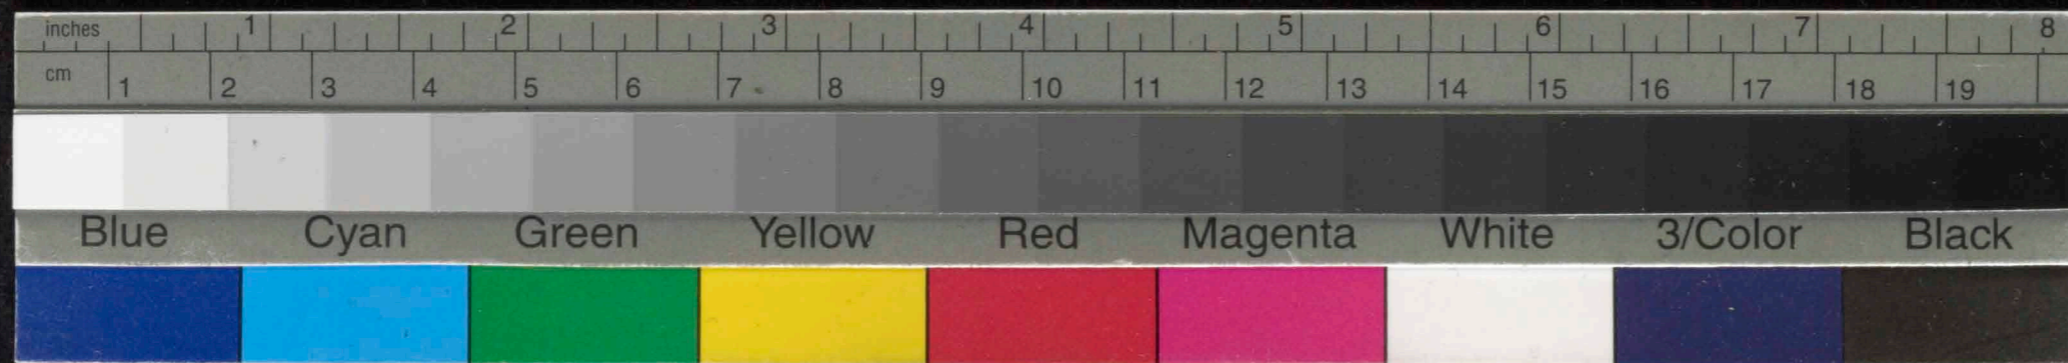 inches 1 2 3 4 5 6 7 8
cm 1 2 3 4 5 6 7 8 9 10 11 12 13 14 15 16 17 18 19
Blue Cyan Green Yellow Red Magenta White 3/Color Black